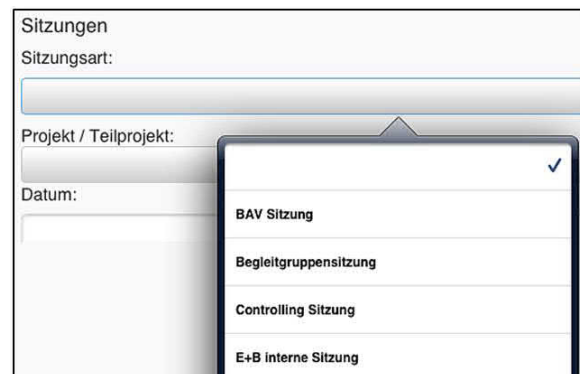 Sitzungen
Sitzungsart:
Projekt / Teilprojekt:
Datum:
BAV Sitzung
Begleitgruppensitzung
Controlling Sitzung
E+B interne Sitzung